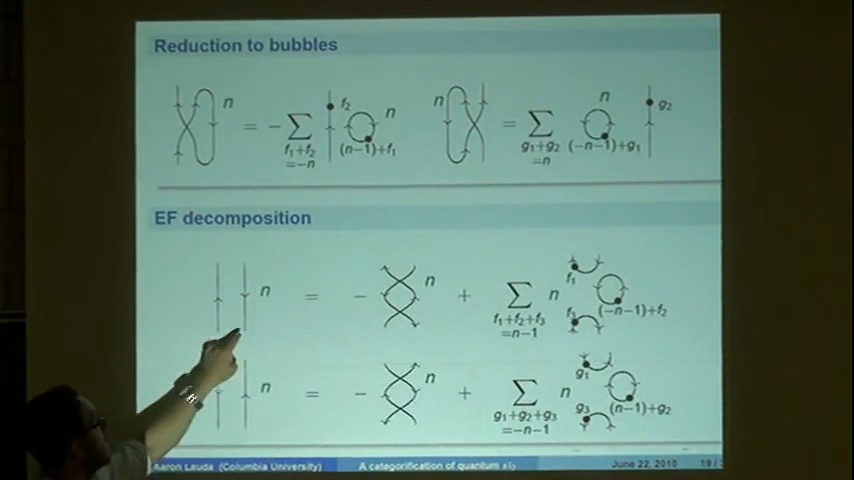 Reduction to bubbles
n = − ∑ f₁+f₂ =−n f₂ n (n−1)+f₁
n = ∑ g₁+g₂ =n n (−n−1)+g₁ g₂
EF decomposition
n = − n + ∑ f₁+f₂+f₃ =n−1 n f₁ f₃ (−n−1)+f₂
n = − n + ∑ g₁+g₂+g₃ =−n−1 n g₁ g₃ (n−1)+g₂
Aaron Lauda (Columbia University) A categorification of quantum sl₂ June 22, 2010 19 /